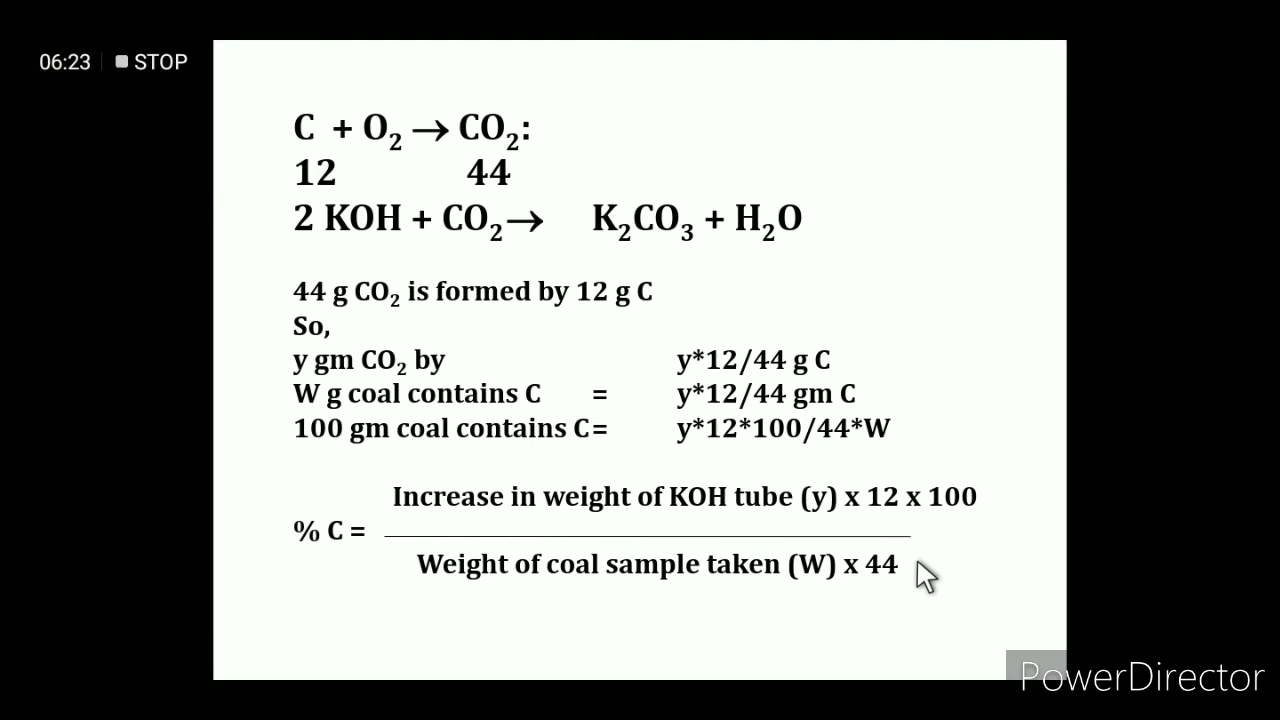 06:23 STOP
C + O₂ → CO₂:
12 44
2 KOH + CO₂→ K₂CO₃ + H₂O
44 g CO₂ is formed by 12 g C
So,
y gm CO₂ by y*12/44 g C
W g coal contains C = y*12/44 gm C
100 gm coal contains C= y*12*100/44*W
Increase in weight of KOH tube (y) x 12 x 100
% C =
Weight of coal sample taken (W) x 44
PowerDirector